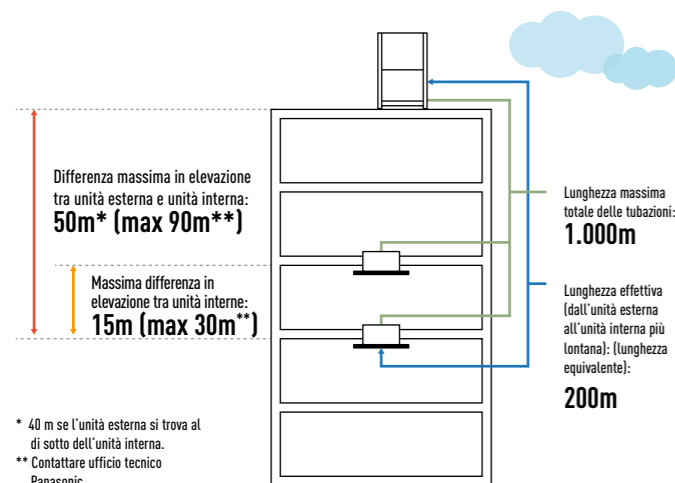 Differenza massima in elevazione
tra unità esterna e unità interna:
50m* (max 90m**)
Massima differenza in
elevazione tra unità interne:
15m (max 30m**)
* 40 m se l'unità esterna si trova al
di sotto dell'unità interna.
** Contattare ufficio tecnico
Panasonic
Lunghezza massima
totale delle tubazioni:
1.000m
Lunghezza effettiva
(dall'unità esterna
all'unità interna più
lontana): (lunghezza
equivalente):
200m